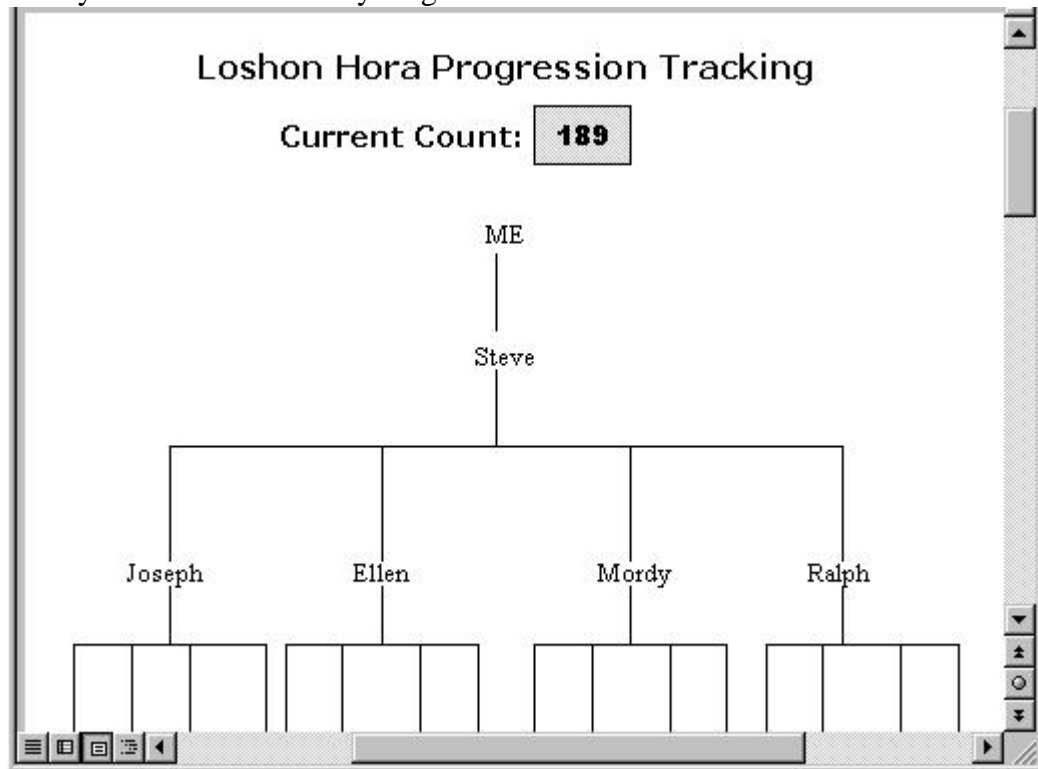 Loshon Hora Progression Tracking
Current Count: 189
ME
Steve
Joseph Ellen Mordy Ralph